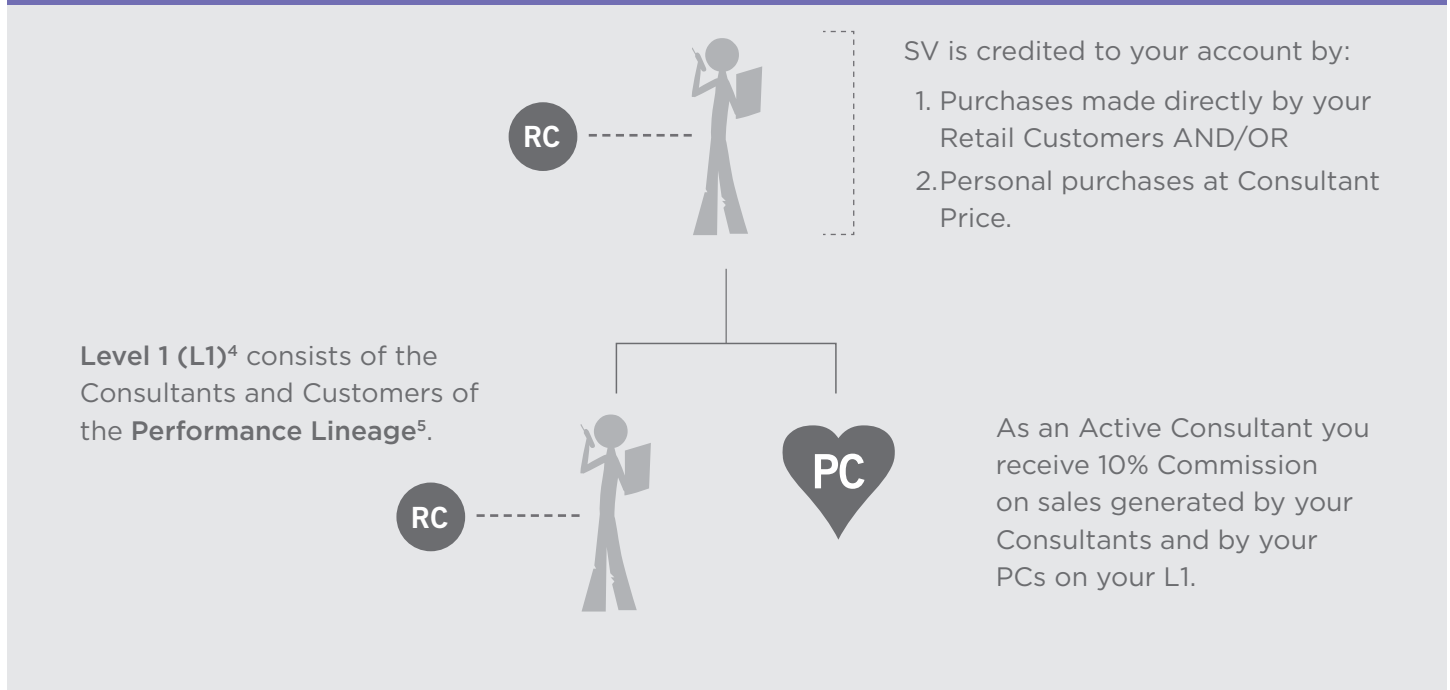 SV is credited to your account by:
1. Purchases made directly by your
Retail Customers AND/OR
2.Personal purchases at Consultant
Price.
RC
Level 1 (L1)⁴ consists of the
Consultants and Customers of
the Performance Lineage⁵.
RC
PC
As an Active Consultant you
receive 10% Commission
on sales generated by your
Consultants and by your
PCs on your L1.